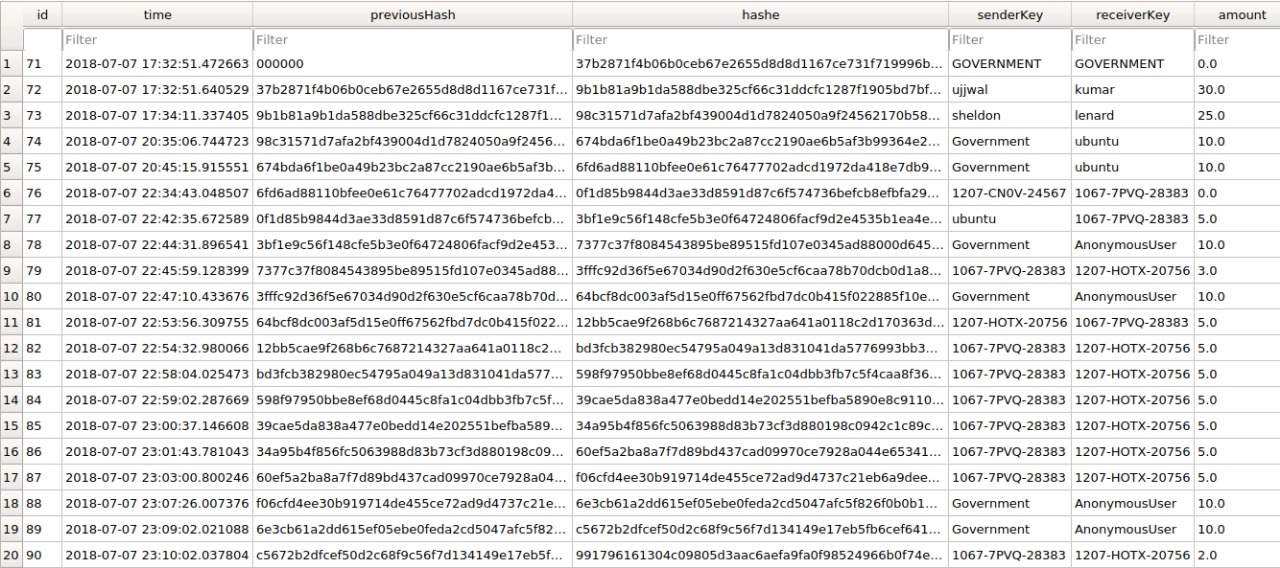 id time previousHash hashe senderKey receiverKey amount
Filter Filter Filter Filter Filter Filter
1 71 2018-07-07 17:32:51.472663 000000 37b2871f4b06b0ceb67e2655d8d8d1167ce731f719996b... GOVERNMENT GOVERNMENT 0.0
2 72 2018-07-07 17:32:51.640529 37b2871f4b06b0ceb67e2655d8d8d1167ce731f... 9b1b81a9b1da588dbe325cf66c31ddcfc1287f1905bd7bf... ujjwal kumar 30.0
3 73 2018-07-07 17:34:11.337405 9b1b81a9b1da588dbe325cf66c31ddcfc1287f1... 98c31571d7afa2bf439004d1d7824050a9f24562170b58... sheldon lenard 25.0
4 74 2018-07-07 20:35:06.744723 98c31571d7afa2bf439004d1d7824050a9f2456... 674bda6f1be0a49b23bc2a87cc2190ae6b5af3b99364e2... Government ubuntu 10.0
5 75 2018-07-07 20:45:15.915551 674bda6f1be0a49b23bc2a87cc2190ae6b5af3b... 6fd6ad88110bfee0e61c76477702adcd1972da418e7db9... Government ubuntu 10.0
6 76 2018-07-07 22:34:43.048507 6fd6ad88110bfee0e61c76477702adcd1972da4... 0f1d85b9844d3ae33d8591d87c6f574736befcb8efbfa29... 1207-CN0V-24567 1067-7PVQ-28383 0.0
7 77 2018-07-07 22:42:35.672589 0f1d85b9844d3ae33d8591d87c6f574736befcb... 3bf1e9c56f148cfe5b3e0f64724806facf9d2e4535b1ea4e... ubuntu 1067-7PVQ-28383 5.0
8 78 2018-07-07 22:44:31.896541 3bf1e9c56f148cfe5b3e0f64724806facf9d2e453... 7377c37f8084543895be89515fd107e0345ad88000d645... Government AnonymousUser 10.0
9 79 2018-07-07 22:45:59.128399 7377c37f8084543895be89515fd107e0345ad88... 3fffc92d36f5e67034d90d2f630e5cf6caa78b70dcb0d1a8... 1067-7PVQ-28383 1207-HOTX-20756 3.0
10 80 2018-07-07 22:47:10.433676 3fffc92d36f5e67034d90d2f630e5cf6caa78b70d... 64bcf8dc003af5d15e0ff67562fbd7dc0b415f022885f10e... Government AnonymousUser 10.0
11 81 2018-07-07 22:53:56.309755 64bcf8dc003af5d15e0ff67562fbd7dc0b415f022... 12bb5cae9f268b6c7687214327aa641a0118c2d170363d... 1207-HOTX-20756 1067-7PVQ-28383 5.0
12 82 2018-07-07 22:54:32.980066 12bb5cae9f268b6c7687214327aa641a0118c2... bd3fcb382980ec54795a049a13d831041da5776993bb3... 1067-7PVQ-28383 1207-HOTX-20756 5.0
13 83 2018-07-07 22:58:04.025473 bd3fcb382980ec54795a049a13d831041da577... 598f97950bbe8ef68d0445c8fa1c04dbb3fb7c5f4caa8f36... 1067-7PVQ-28383 1207-HOTX-20756 5.0
14 84 2018-07-07 22:59:02.287669 598f97950bbe8ef68d0445c8fa1c04dbb3fb7c5f... 39cae5da838a477e0bedd14e202551befba5890e8c9110... 1067-7PVQ-28383 1207-HOTX-20756 5.0
15 85 2018-07-07 23:00:37.146608 39cae5da838a477e0bedd14e202551befba589... 34a95b4f856fc5063988d83b73cf3d880198c0942c1c89c... 1067-7PVQ-28383 1207-HOTX-20756 5.0
16 86 2018-07-07 23:01:43.781043 34a95b4f856fc5063988d83b73cf3d880198c09... 60ef5a2ba8a7f7d89bd437cad09970ce7928a044e65341... 1067-7PVQ-28383 1207-HOTX-20756 5.0
17 87 2018-07-07 23:03:00.800246 60ef5a2ba8a7f7d89bd437cad09970ce7928a04... f06cfd4ee30b919714de455ce72ad9d4737c21eb6a9dee... 1067-7PVQ-28383 1207-HOTX-20756 5.0
18 88 2018-07-07 23:07:26.007376 f06cfd4ee30b919714de455ce72ad9d4737c21e... 6e3cb61a2dd615ef05ebe0feda2cd5047afc5f826f0b0b1... Government AnonymousUser 10.0
19 89 2018-07-07 23:09:02.021088 6e3cb61a2dd615ef05ebe0feda2cd5047afc5f82... c5672b2dfcef50d2c68f9c56f7d134149e17eb5fb6cef641... Government AnonymousUser 10.0
20 90 2018-07-07 23:10:02.037804 c5672b2dfcef50d2c68f9c56f7d134149e17eb5f... 991796161304c09805d3aac6aefa9fa0f98524966b0f74e... 1067-7PVQ-28383 1207-HOTX-20756 2.0